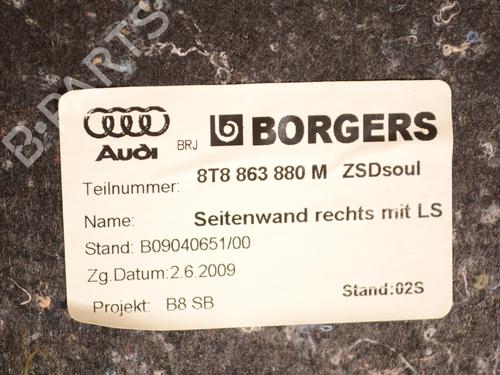 B-PARTS
Audi BRJ BORGERS
Teilnummer: 8T8 863 880 M ZSDsoul
Name: Seitenwand rechts mit LS
Stand: B09040651/00
Zg.Datum:2.6.2009
Projekt: B8 SB Stand:02S